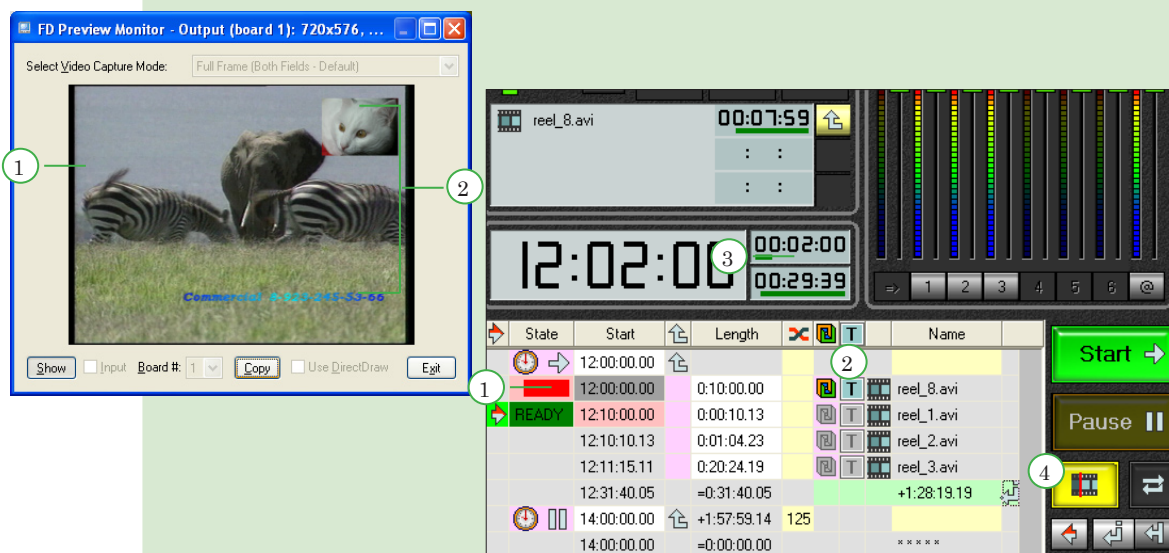 FD Preview Monitor - Output (board 1): 720x576, ...
Select Video Capture Mode: Full Frame (Both Fields - Default)
1
2
Commercial 8-924-245-53-66
Show Input Board #: 1 Copy Use DirectDraw Exit
reel_8.avi 00:07:59
: :
: :
12:02:00 3 00:02:00
00:29:39
=> 1 2 3 4 5 6 @
State Start Length T Name
12:00:00.00 2
1 12:00:00.00 0:10:00.00 T reel_8.avi
READY 12:10:00.00 0:00:10.13 T reel_1.avi
12:10:10.13 0:01:04.23 T reel_2.avi
12:11:15.11 0:20:24.19 T reel_3.avi
12:31:40.05 =0:31:40.05 +1:28:19.19
14:00:00.00 +1:57:59.14 125
14:00:00.00 =0:00:00.00 *****
Start
Pause
4